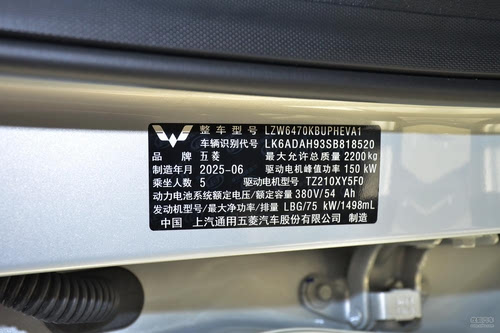 整车型号 LZW6470KBUPHEVA1
车辆识别代号 LK6ADAH93SB818520
品牌 五菱 最大允许总质量 2200kg
制造年月 2025-06 驱动电机峰值功率 150 kW
乘坐人数 5 驱动电机型号 TZ210XY5F0
动力电池系统额定电压/额定容量 380V/54 Ah
发动机型号/最大净功率/排量 LBG/75 kW/1498mL
中国 上汽通用五菱汽车股份有限公司 制造